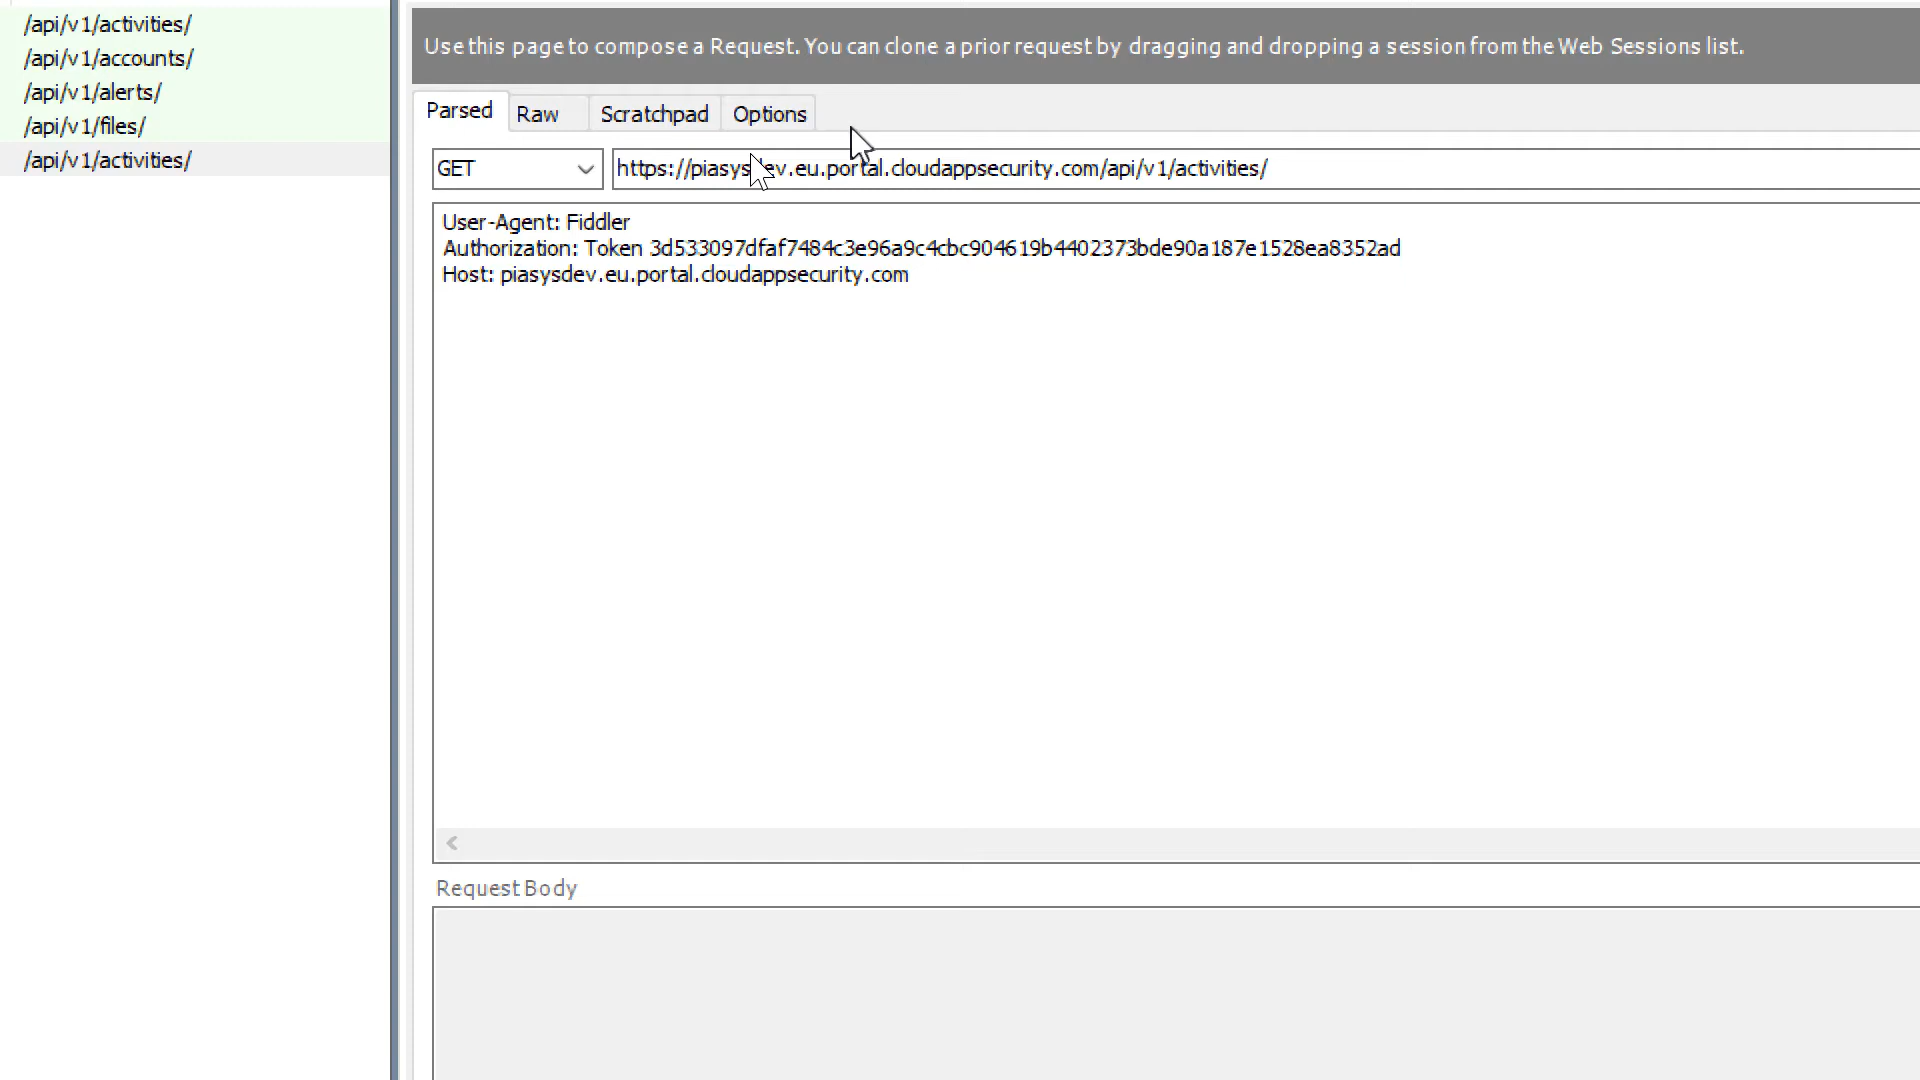 /api/v1/activities/
/api/v1/accounts/
/api/v1/alerts/
/api/v1/files/
/api/v1/activities/
Use this page to compose a Request. You can clone a prior request by dragging and dropping a session from the Web Sessions list.
Parsed Raw Scratchpad Options
GET https://piasysdev.eu.portal.cloudappsecurity.com/api/v1/activities/
User-Agent: Fiddler
Authorization: Token 3d533097dfaf7484c3e96a9c4cbc904619b4402373bde90a187e1528ea8352ad
Host: piasysdev.eu.portal.cloudappsecurity.com
Request Body